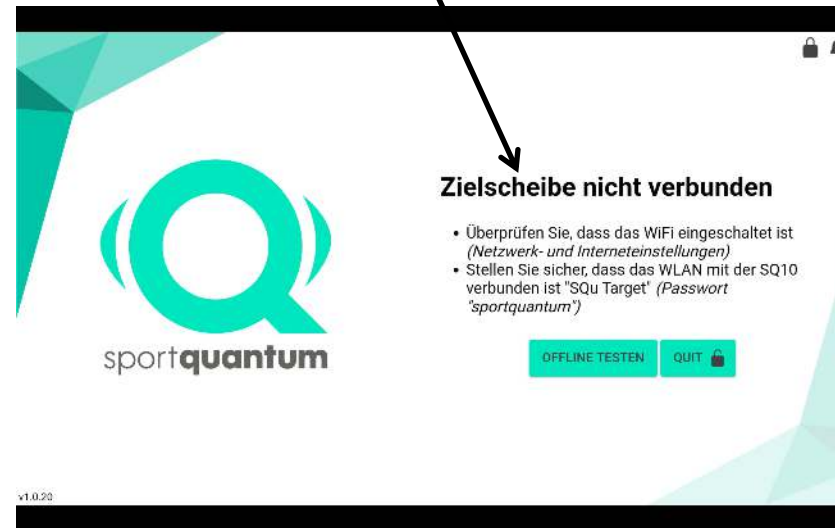 Zielscheibe nicht verbunden
• Überprüfen Sie, dass das WiFi eingeschaltet ist
(Netzwerk- und Interneteinstellungen)
• Stellen Sie sicher, dass das WLAN mit der SQ10
verbunden ist "SQu Target" (Passwort
"sportquantum")
OFFLINE TESTEN QUIT
sportquantum
v1.0.20